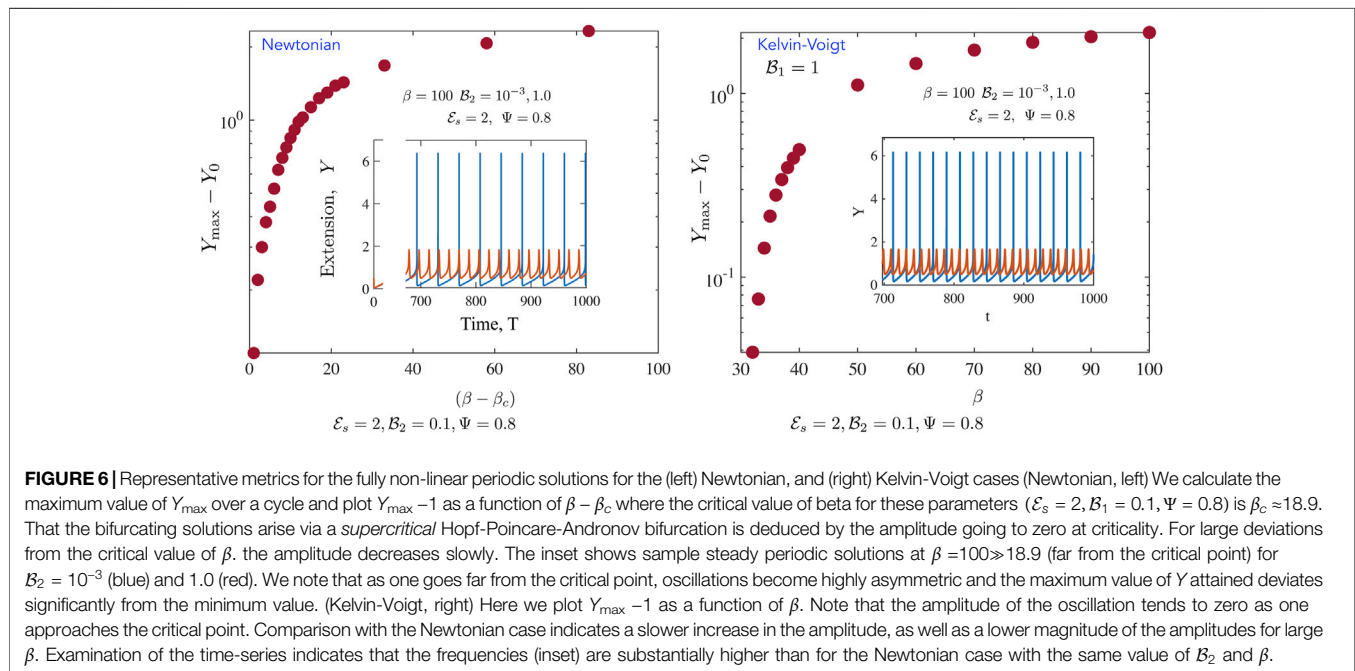 Newtonian
β = 100 B₂ = 10⁻³, 1.0
ℰₛ = 2, Ψ = 0.8
10⁰
Y_max − Y₀
Extension, Y
6
4
2
0
0
700
800
900
1000
Time, T
0
20
40
60
80
100
(β − β_c)
ℰₛ = 2, B₂ = 0.1, Ψ = 0.8
Kelvin-Voigt
B₁ = 1
β = 100 B₂ = 10⁻³, 1.0
ℰₛ = 2, Ψ = 0.8
10⁰
10⁻¹
Y_max − Y₀
Y
6
4
2
0
700
800
900
1000
t
30
40
50
60
70
80
90
100
β
ℰₛ = 2, B₂ = 0.1, Ψ = 0.8
FIGURE 6 | Representative metrics for the fully non-linear periodic solutions for the (left) Newtonian, and (right) Kelvin-Voigt cases (Newtonian, left) We calculate the
maximum value of Y_max over a cycle and plot Y_max −1 as a function of β − β_c where the critical value of beta for these parameters (ℰₛ = 2, B₁ = 0.1, Ψ = 0.8) is β_c ≈18.9.
That the bifurcating solutions arise via a supercritical Hopf-Poincare-Andronov bifurcation is deduced by the amplitude going to zero at criticality. For large deviations
from the critical value of β. the amplitude decreases slowly. The inset shows sample steady periodic solutions at β =100≫18.9 (far from the critical point) for
B₂ = 10⁻³ (blue) and 1.0 (red). We note that as one goes far from the critical point, oscillations become highly asymmetric and the maximum value of Y attained deviates
significantly from the minimum value. (Kelvin-Voigt, right) Here we plot Y_max −1 as a function of β. Note that the amplitude of the oscillation tends to zero as one
approaches the critical point. Comparison with the Newtonian case indicates a slower increase in the amplitude, as well as a lower magnitude of the amplitudes for large
β. Examination of the time-series indicates that the frequencies (inset) are substantially higher than for the Newtonian case with the same value of B₂ and β.